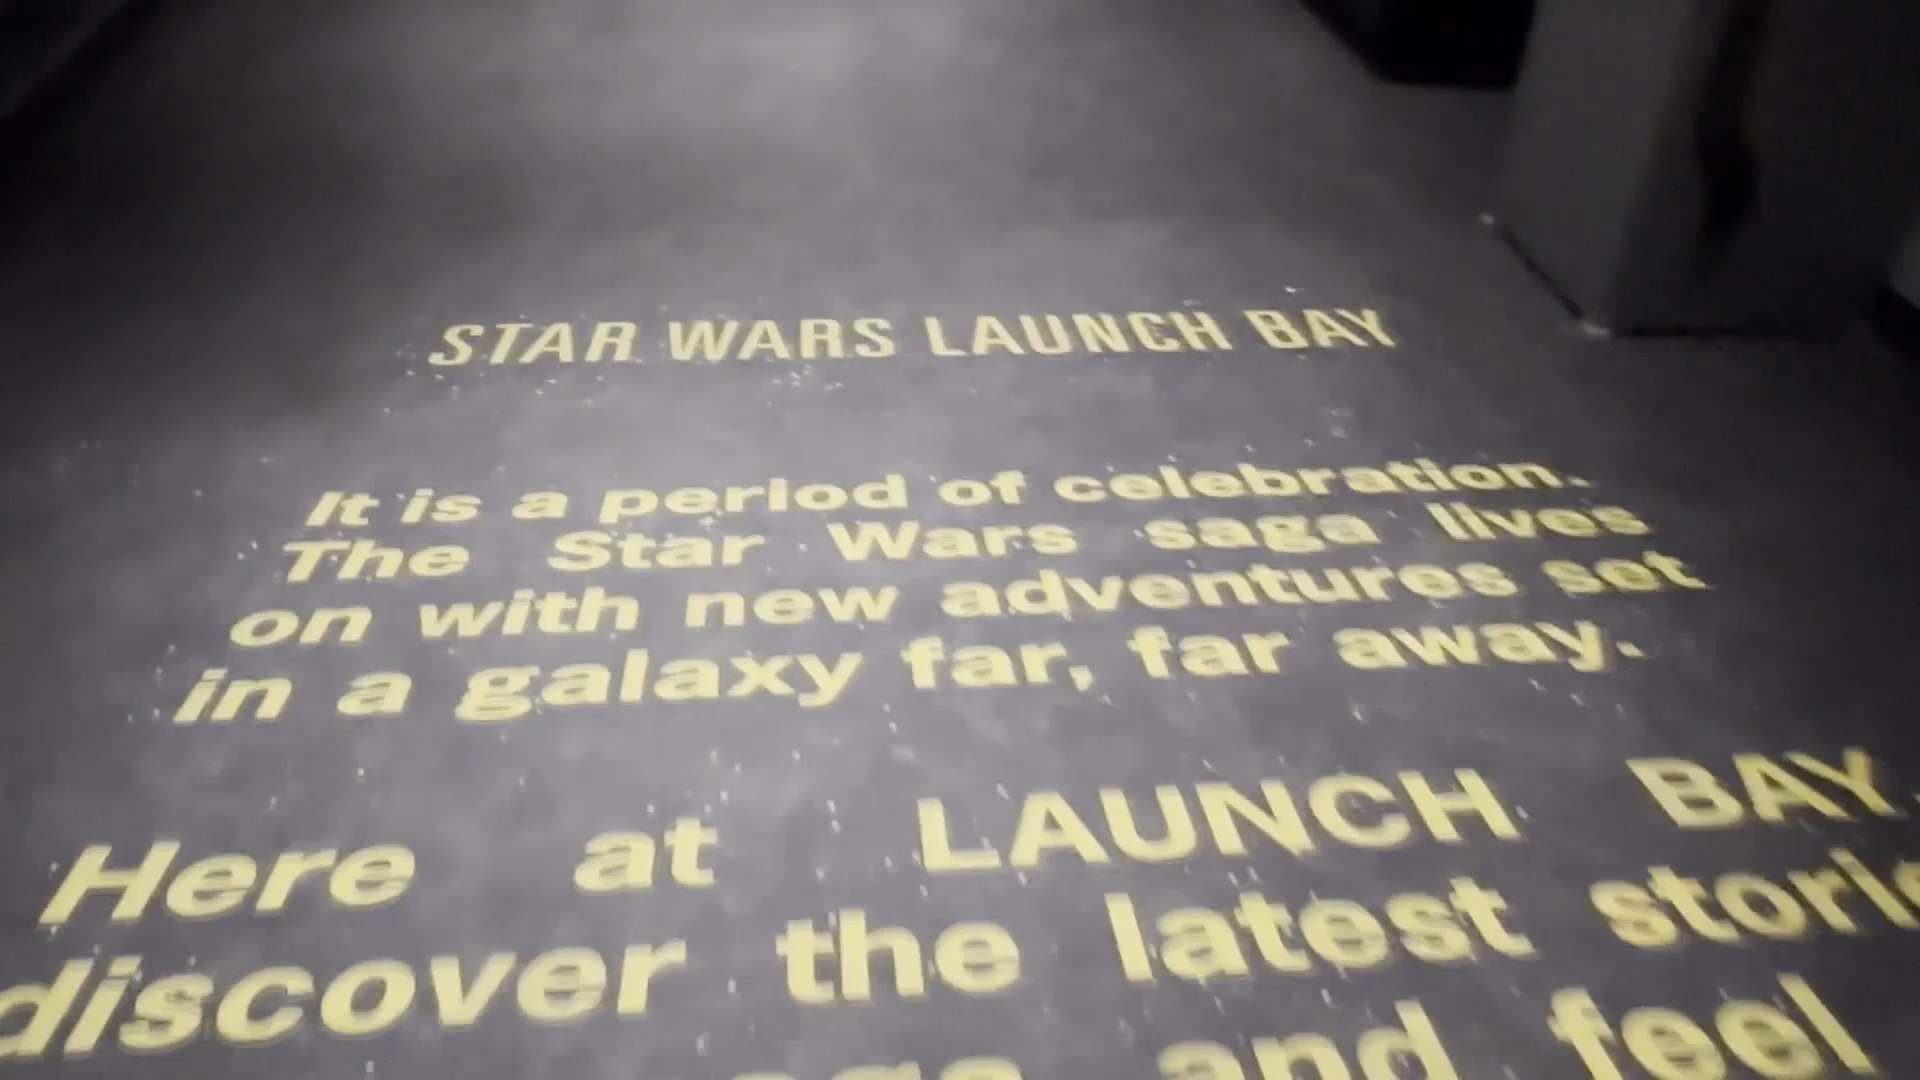 STAR WARS LAUNCH BAY
It is a period of celebration.
The Star Wars saga lives
on with new adventures set
in a galaxy far, far away.
Here at LAUNCH BAY,
discover the latest
and feel